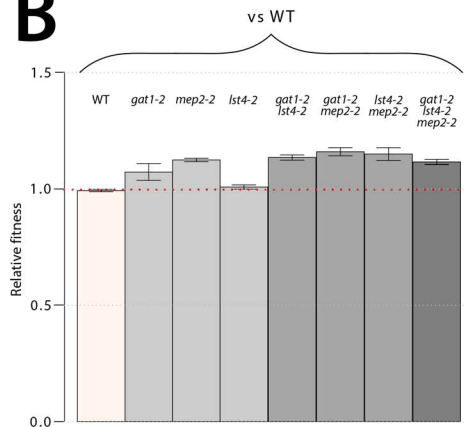 B
vs WT
1.5
WT
gat1-2
mep2-2
lst4-2
gat1-2
lst4-2
gat1-2
mep2-2
lst4-2
mep2-2
gat1-2
lst4-2
mep2-2
1.0
Relative fitness
0.5
0.0